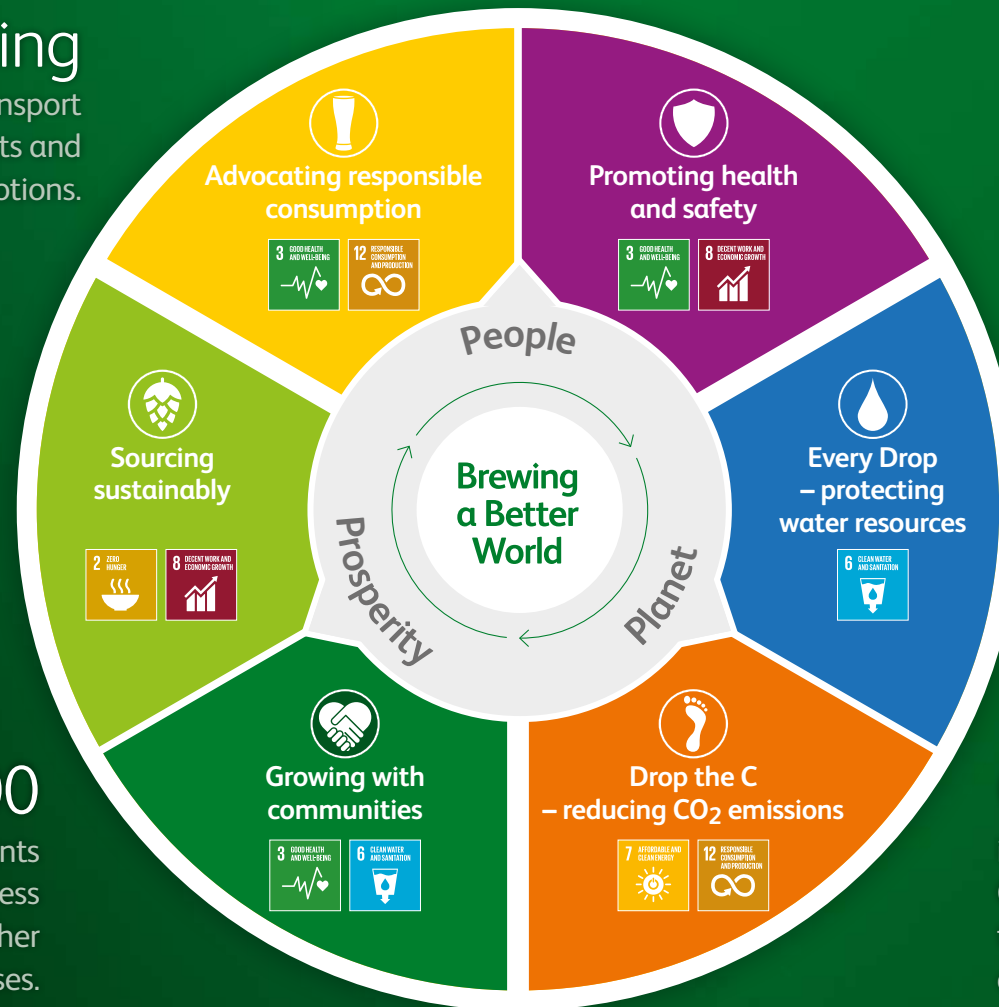 ing
nsport
ts and
ptions.
Advocating responsible
consumption
3 GOOD HEALTH
AND WELL-BEING
12 RESPONSIBLE
CONSUMPTION
AND PRODUCTION
Promoting health
and safety
3 GOOD HEALTH
AND WELL-BEING
8 DECENT WORK AND
ECONOMIC GROWTH
People
Sourcing
sustainably
2 ZERO
HUNGER
8 DECENT WORK AND
ECONOMIC GROWTH
Brewing
a Better
World
Every Drop
– protecting
water resources
6 CLEAN WATER
AND SANITATION
Prosperity
Planet
Growing with
communities
3 GOOD HEALTH
AND WELL-BEING
6 CLEAN WATER
AND SANITATION
Drop the C
– reducing CO2 emissions
7 AFFORDABLE AND
CLEAN ENERGY
12 RESPONSIBLE
CONSUMPTION
AND PRODUCTION
00
nts
ess
her
ses.